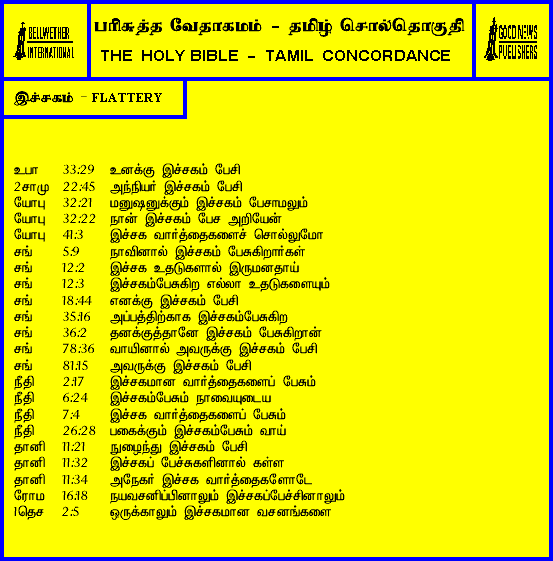 BELLWETHER
INTERNATIONAL
பரிசுத்த வேதாகமம் - தமிழ் சொல்தொகுதி
THE HOLY BIBLE - TAMIL CONCORDANCE
GOOD NEWS
PUBLISHERS
இச்சகம் - FLATTERY
உபா 33:29 உனக்கு இச்சகம் பேசி
2சாமு 22:45 அந்நியர் இச்சகம் பேசி
யோபு 32:21 மனுஷனுக்கும் இச்சகம் பேசாமலும்
யோபு 32:22 நான் இச்சகம் பேச அறியேன்
யோபு 41:3 இச்சக வார்த்தைகளைச் சொல்லுமோ
சங் 5:9 நாவினால் இச்சகம் பேசுகிறார்கள்
சங் 12:2 இச்சக உதடுகளால் இருமனதாய்
சங் 12:3 இச்சகம்பேசுகிற எல்லா உதடுகளையும்
சங் 18:44 எனக்கு இச்சகம் பேசி
சங் 35:16 அப்பத்திற்காக இச்சகம்பேசுகிற
சங் 36:2 தனக்குத்தானே இச்சகம் பேசுகிறான்
சங் 78:36 வாயினால் அவருக்கு இச்சகம் பேசி
சங் 81:15 அவருக்கு இச்சகம் பேசி
நீதி 2:17 இச்சகமான வார்த்தைகளைப் பேசும்
நீதி 6:24 இச்சகம்பேசும் நாவையுடைய
நீதி 7:4 இச்சக வார்த்தைகளைப் பேசும்
நீதி 26:28 பகைக்கும் இச்சகம்பேசும் வாய்
தானி 11:21 நுழைந்து இச்சகம் பேசி
தானி 11:32 இச்சகப் பேச்சுகளினால் கள்ள
தானி 11:34 அநேகர் இச்சக வார்த்தைகளோடே
ரோம 16:18 நயவசனிப்பினாலும் இச்சகப்பேச்சினாலும்
1தெச 2:5 ஒருக்காலும் இச்சகமான வசனங்களை